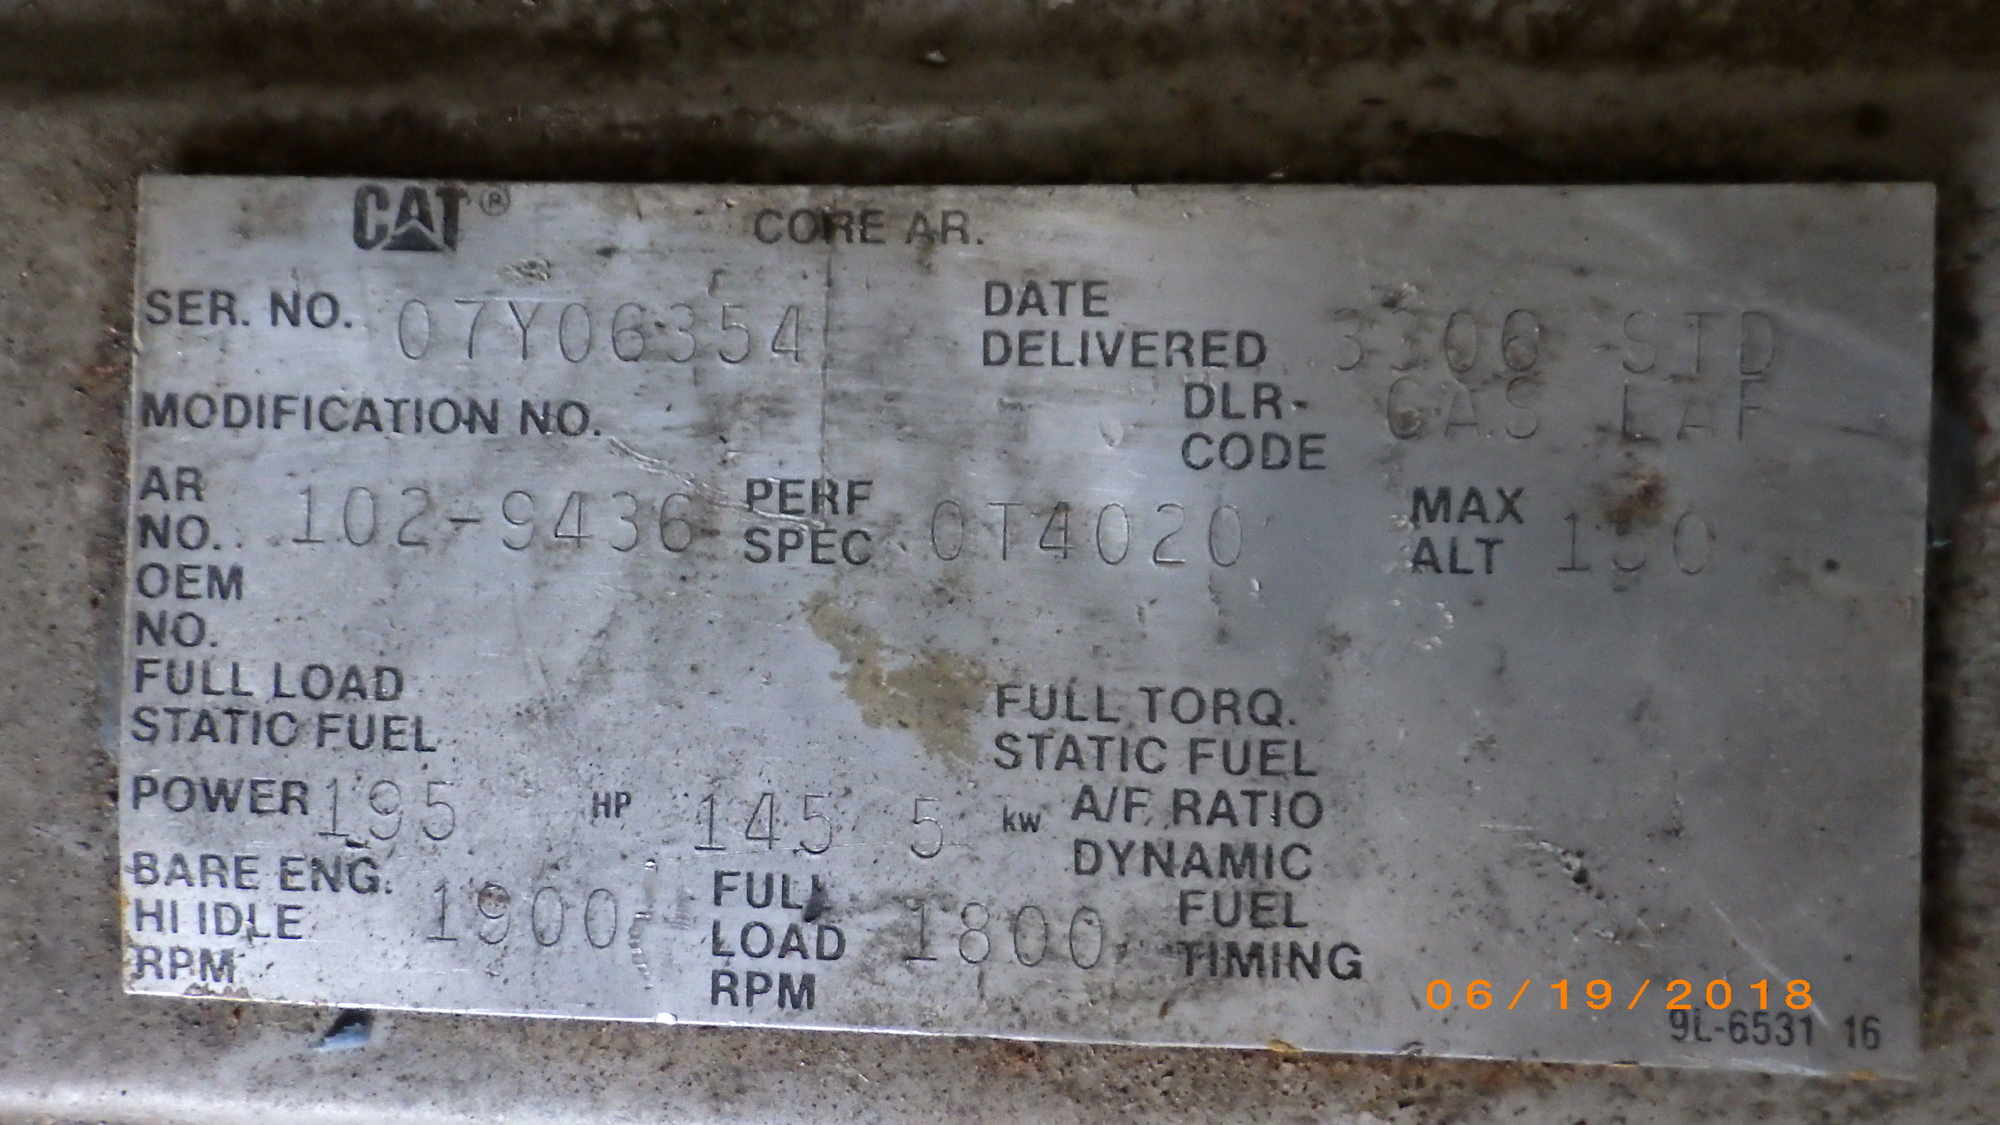 CAT®
CORE AR.
SER. NO. 07Y06354
DATE DELIVERED 3306 STD
MODIFICATION NO.
DLR-CODE GAS
AR NO. 102-9436
PERF SPEC 0T4020
MAX ALT
OEM NO.
FULL LOAD STATIC FUEL
FULL TORQ. STATIC FUEL
POWER 195 HP 145 5 kw
A/F RATIO
BARE ENG. HI IDLE RPM 1900
FULL LOAD RPM 1800
DYNAMIC FUEL TIMING
06/19/2018
9L-6531 16